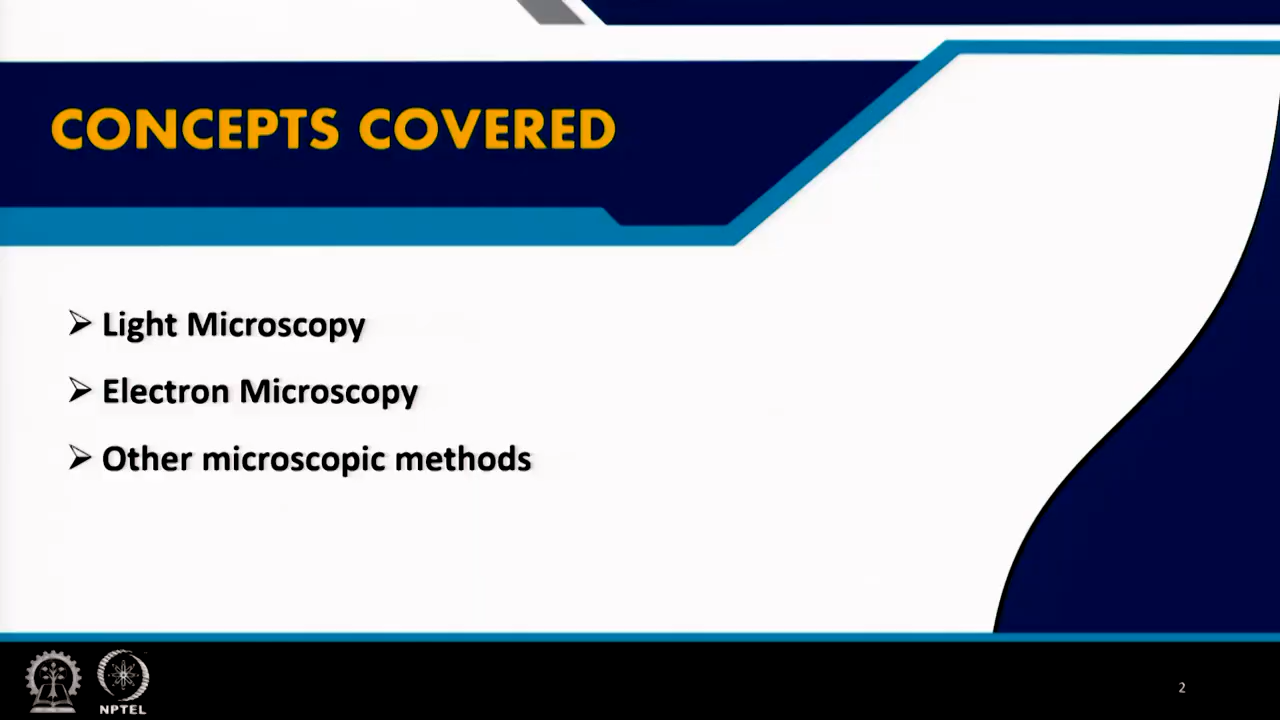 CONCEPTS COVERED
➢ Light Microscopy
➢ Electron Microscopy
➢ Other microscopic methods
NPTEL
2